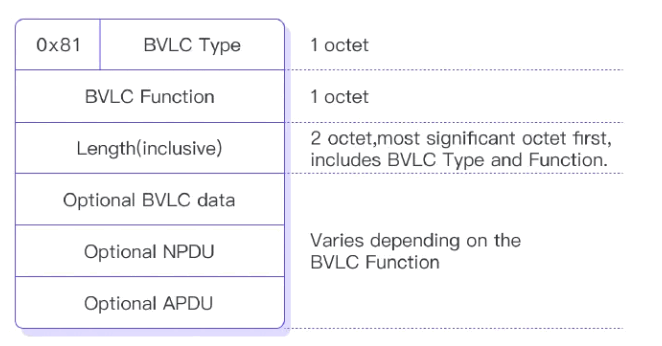 0x81 BVLC Type 1 octet
BVLC Function 1 octet
Length(inclusive) 2 octet,most significant octet first,
includes BVLC Type and Function.
Optional BVLC data
Optional NPDU Varies depending on the
BVLC Function
Optional APDU